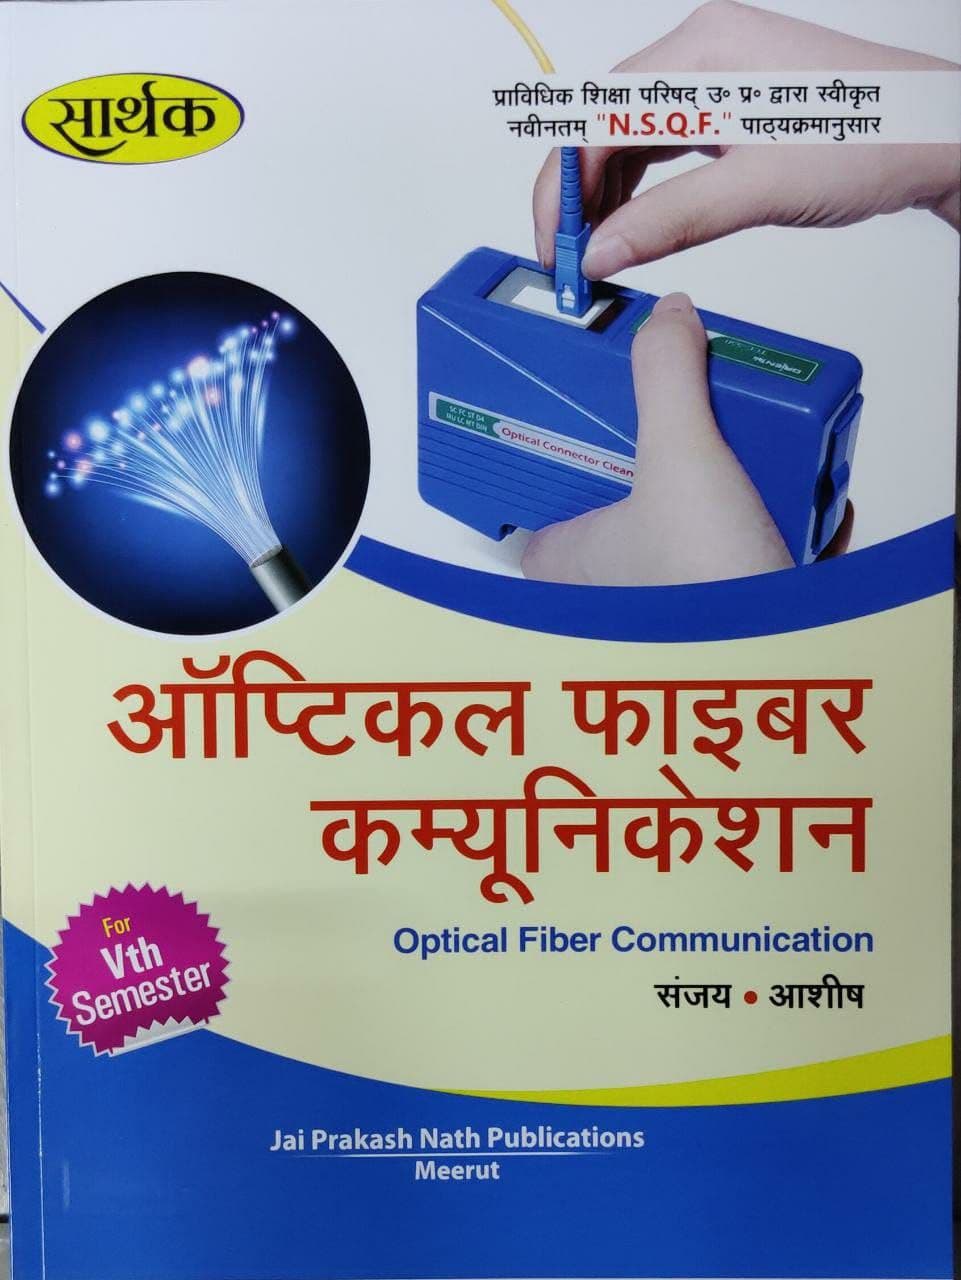 सार्थक
प्राविधिक शिक्षा परिषद् उ० प्र० द्वारा स्वीकृत
नवीनतम् "N.S.Q.F." पाठ्यक्रमानुसार
SC FC ST D4
MU LC MT DIN
Optical Connector Clean
ऑप्टिकल फाइबर
कम्यूनिकेशन
Optical Fiber Communication
संजय • आशीष
For
Vth
Semester
Jai Prakash Nath Publications
Meerut